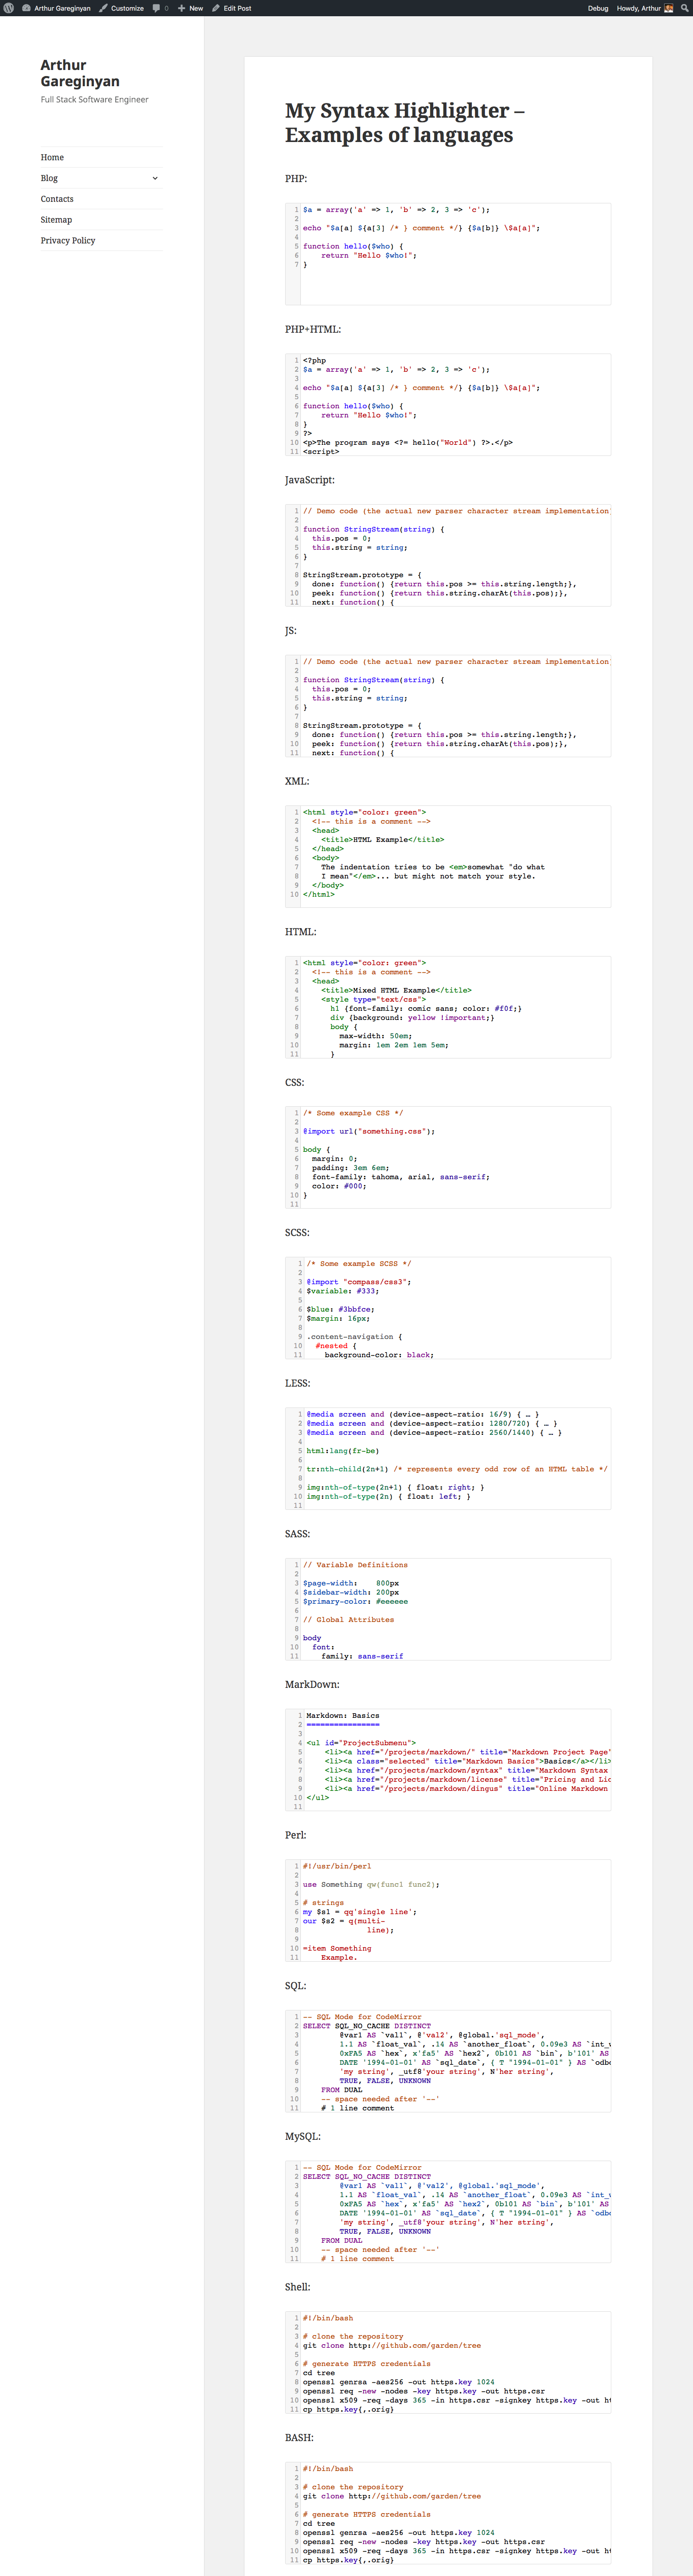 Arthur Gareginyan Customize 0 New Edit Post Debug Howdy, Arthur
Arthur
Gareginyan
Full Stack Software Engineer
Home
Blog
Contacts
Sitemap
Privacy Policy
My Syntax Highlighter –
Examples of languages
PHP:
1 $a = array('a' => 1, 'b' => 2, 3 => 'c');
2
3 echo "$a[a] ${a[3] /* } comment */} {$a[b]} \$a[a]";
4
5 function hello($who) {
6     return "Hello $who!";
7 }
PHP+HTML:
1 <?php
2 $a = array('a' => 1, 'b' => 2, 3 => 'c');
3
4 echo "$a[a] ${a[3] /* } comment */} {$a[b]} \$a[a]";
5
6 function hello($who) {
7     return "Hello $who!";
8 }
9 ?>
10 <p>The program says <?= hello("World") ?>.</p>
11 <script>
JavaScript:
1 // Demo code (the actual new parser character stream implementation)
2
3 function StringStream(string) {
4   this.pos = 0;
5   this.string = string;
6 }
7
8 StringStream.prototype = {
9   done: function() {return this.pos >= this.string.length;},
10   peek: function() {return this.string.charAt(this.pos);},
11   next: function() {
JS:
1 // Demo code (the actual new parser character stream implementation)
2
3 function StringStream(string) {
4   this.pos = 0;
5   this.string = string;
6 }
7
8 StringStream.prototype = {
9   done: function() {return this.pos >= this.string.length;},
10   peek: function() {return this.string.charAt(this.pos);},
11   next: function() {
XML:
1 <html style="color: green">
2   <!-- this is a comment -->
3   <head>
4     <title>HTML Example</title>
5   </head>
6   <body>
7     The indentation tries to be <em>somewhat "do what
8     I mean"</em>... but might not match your style.
9   </body>
10 </html>
HTML:
1 <html style="color: green">
2   <!-- this is a comment -->
3   <head>
4     <title>Mixed HTML Example</title>
5     <style type="text/css">
6       h1 {font-family: comic sans; color: #f0f;}
7       div {background: yellow !important;}
8       body {
9         max-width: 50em;
10         margin: 1em 2em 1em 5em;
11       }
CSS:
1 /* Some example CSS */
2
3 @import url("something.css");
4
5 body {
6   margin: 0;
7   padding: 3em 6em;
8   font-family: tahoma, arial, sans-serif;
9   color: #000;
10 }
11
SCSS:
1 /* Some example SCSS */
2
3 @import "compass/css3";
4 $variable: #333;
5
6 $blue: #3bbfce;
7 $margin: 16px;
8
9 .content-navigation {
10   #nested {
11     background-color: black;
LESS:
1 @media screen and (device-aspect-ratio: 16/9) { … }
2 @media screen and (device-aspect-ratio: 1280/720) { … }
3 @media screen and (device-aspect-ratio: 2560/1440) { … }
4
5 html:lang(fr-be)
6
7 tr:nth-child(2n+1) /* represents every odd row of an HTML table */
8
9 img:nth-of-type(2n+1) { float: right; }
10 img:nth-of-type(2n) { float: left; }
11
SASS:
1 // Variable Definitions
2
3 $page-width:    800px
4 $sidebar-width: 200px
5 $primary-color: #eeeeee
6
7 // Global Attributes
8
9 body
10   font:
11     family: sans-serif
MarkDown:
1 Markdown: Basics
2 ================
3
4 <ul id="ProjectSubmenu">
5     <li><a href="/projects/markdown/" title="Markdown Project Page"
6     <li><a class="selected" title="Markdown Basics">Basics</a></li>
7     <li><a href="/projects/markdown/syntax" title="Markdown Syntax
8     <li><a href="/projects/markdown/license" title="Pricing and Lic
9     <li><a href="/projects/markdown/dingus" title="Online Markdown
10 </ul>
11
Perl:
1 #!/usr/bin/perl
2
3 use Something qw(func1 func2);
4
5 # strings
6 my $s1 = qq'single line';
7 our $s2 = q(multi-
8               line);
9
10 =item Something
11     Example.
SQL:
1 -- SQL Mode for CodeMirror
2 SELECT SQL_NO_CACHE DISTINCT
3         @var1 AS `val1`, @'val2', @global.'sql_mode',
4         1.1 AS `float_val`, .14 AS `another_float`, 0.09e3 AS `int_v
5         0xFA5 AS `hex`, x'fa5' AS `hex2`, 0b101 AS `bin`, b'101' AS
6         DATE '1994-01-01' AS `sql_date`, { T "1994-01-01" } AS `odbc
7         'my string', _utf8'your string', N'her string',
8         TRUE, FALSE, UNKNOWN
9     FROM DUAL
10     -- space needed after '--'
11     # 1 line comment
MySQL:
1 -- SQL Mode for CodeMirror
2 SELECT SQL_NO_CACHE DISTINCT
3         @var1 AS `val1`, @'val2', @global.'sql_mode',
4         1.1 AS `float_val`, .14 AS `another_float`, 0.09e3 AS `int_v
5         0xFA5 AS `hex`, x'fa5' AS `hex2`, 0b101 AS `bin`, b'101' AS
6         DATE '1994-01-01' AS `sql_date`, { T "1994-01-01" } AS `odbc
7         'my string', _utf8'your string', N'her string',
8         TRUE, FALSE, UNKNOWN
9     FROM DUAL
10     -- space needed after '--'
11     # 1 line comment
Shell:
1 #!/bin/bash
2
3 # clone the repository
4 git clone http://github.com/garden/tree
5
6 # generate HTTPS credentials
7 cd tree
8 openssl genrsa -aes256 -out https.key 1024
9 openssl req -new -nodes -key https.key -out https.csr
10 openssl x509 -req -days 365 -in https.csr -signkey https.key -out ht
11 cp https.key{,.orig}
BASH:
1 #!/bin/bash
2
3 # clone the repository
4 git clone http://github.com/garden/tree
5
6 # generate HTTPS credentials
7 cd tree
8 openssl genrsa -aes256 -out https.key 1024
9 openssl req -new -nodes -key https.key -out https.csr
10 openssl x509 -req -days 365 -in https.csr -signkey https.key -out ht
11 cp https.key{,.orig}